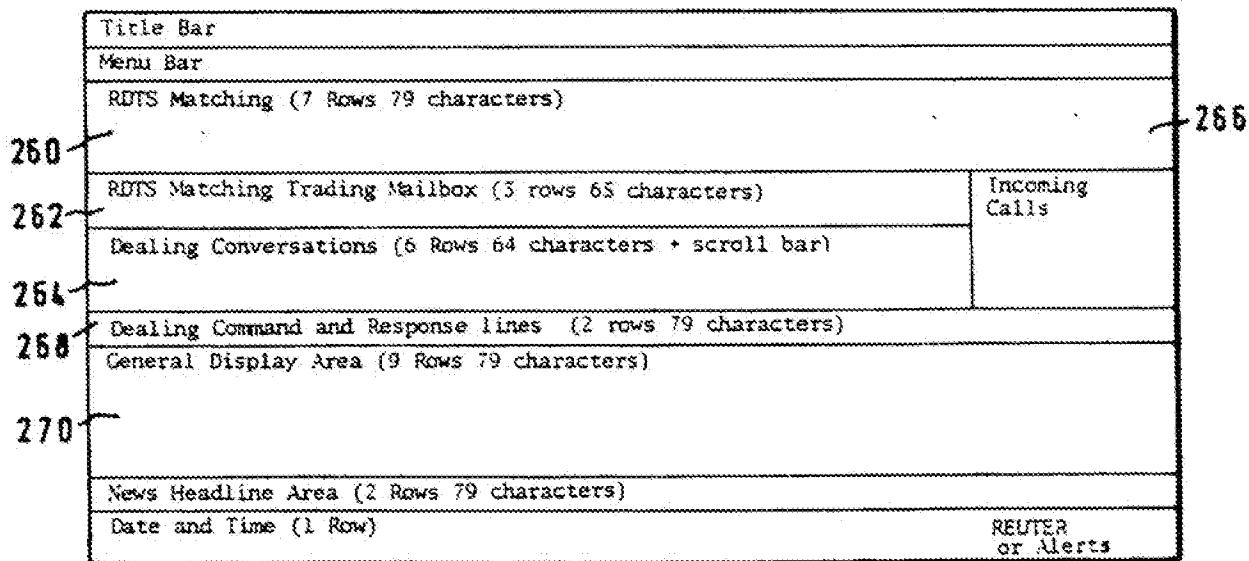 Title Bar
Menu Bar
RDTS Matching (7 Rows 79 characters)
266
260
RDTS Matching Trading Mailbox (3 rows 65 characters)
Incoming
Calls
262
Dealing Conversations (6 Rows 64 characters + scroll bar)
264
268
Dealing Command and Response lines (2 rows 79 characters)
General Display Area (9 Rows 79 characters)
270
News Headline Area (2 Rows 79 characters)
Date and Time (1 Row)
REUTER
or Alerts